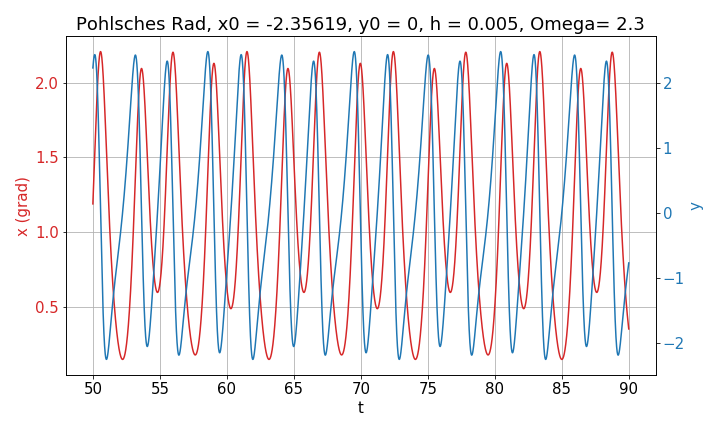 Pohlsches Rad, x0 = -2.35619, y0 = 0, h = 0.005, Omega= 2.3
x (grad)
2.0
1.5
1.0
0.5
2
1
0
−1
−2
y
50 55 60 65 70 75 80 85 90
t